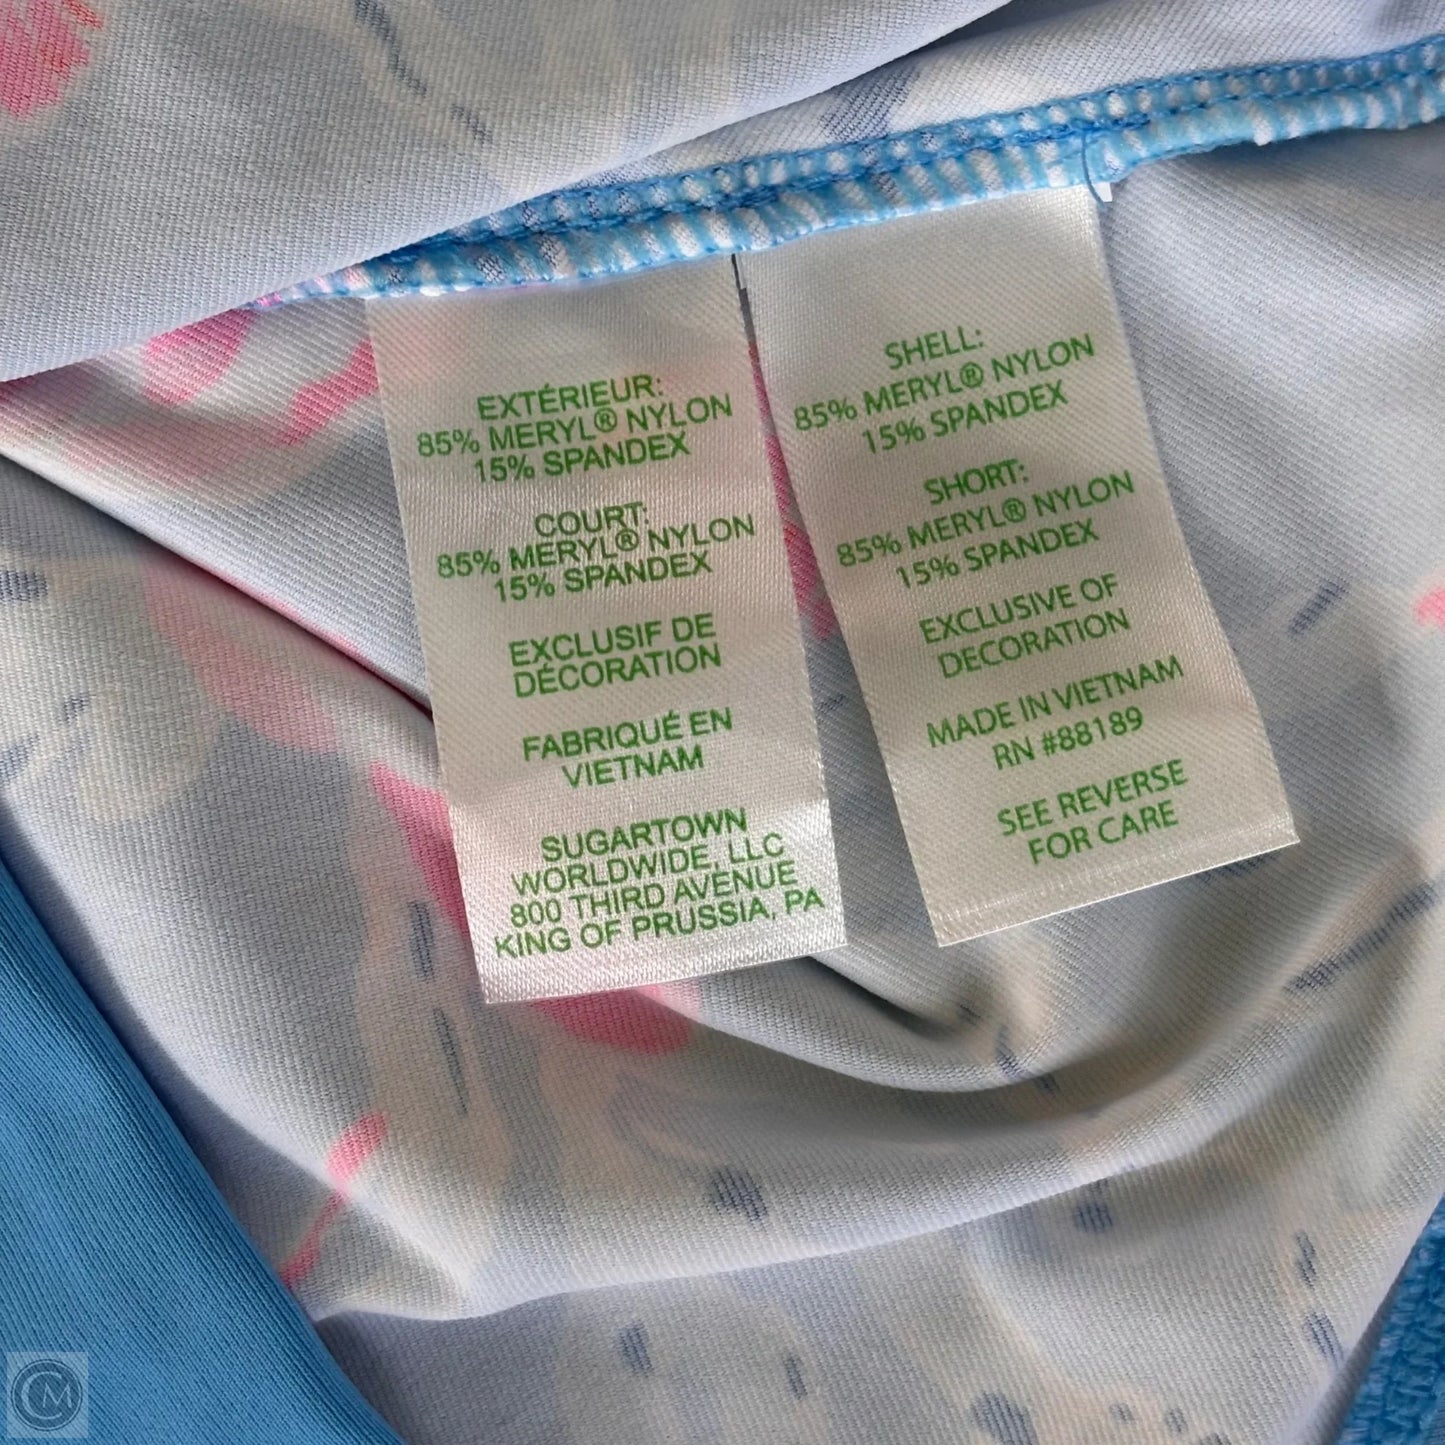 EXTÉRIEUR:
85% MERYL® NYLON
15% SPANDEX
COURT:
85% MERYL® NYLON
15% SPANDEX
EXCLUSIF DE
DÉCORATION
FABRIQUÉ EN
VIETNAM
SUGARTOWN
WORLDWIDE, LLC
800 THIRD AVENUE
KING OF PRUSSIA, PA
SHELL:
85% MERYL® NYLON
15% SPANDEX
SHORT:
85% MERYL® NYLON
15% SPANDEX
EXCLUSIVE OF
DECORATION
MADE IN VIETNAM
RN #88189
SEE REVERSE
FOR CARE
CM